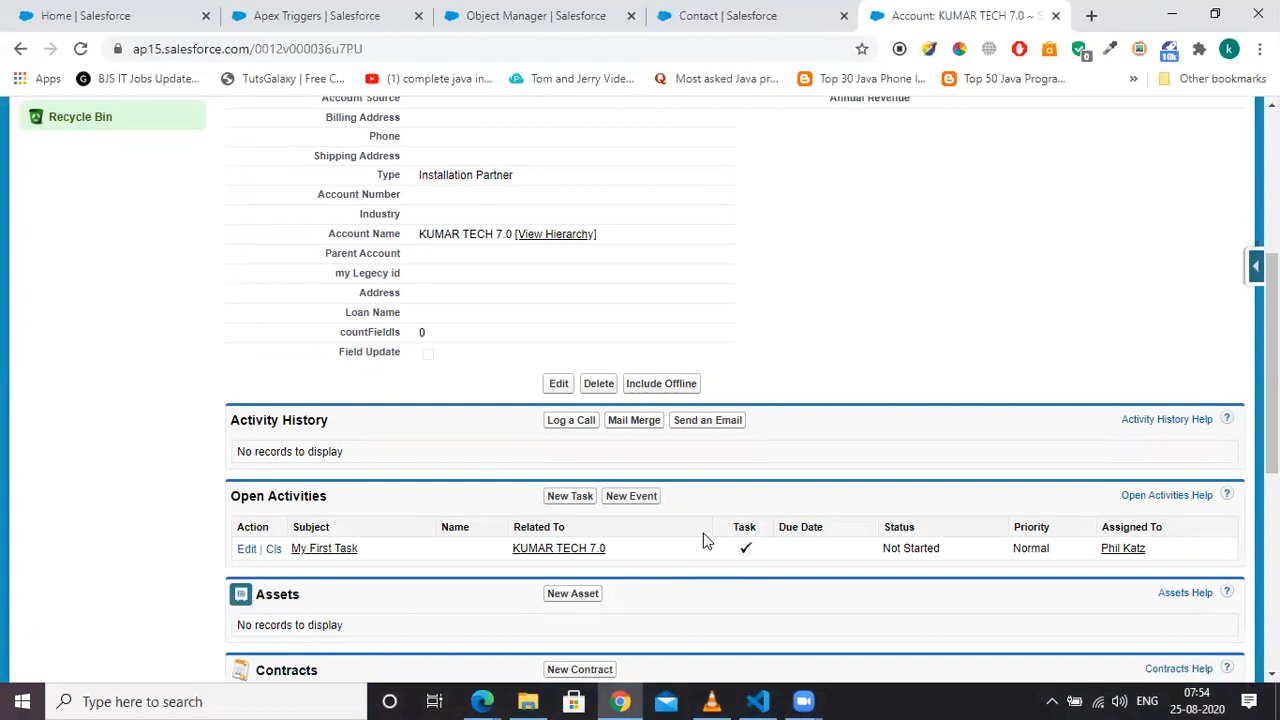 Home | Salesforce
Apex Triggers | Salesforce
Object Manager | Salesforce
Contact | Salesforce
Account: KUMAR TECH 7.0 ~ S
ap15.salesforce.com/0012v000036u7PU
0
10k
k
Apps
BJS IT Jobs Update...
TutsGalaxy | Free C...
(1) complete java in...
Tom and Jerry Vide...
Most asked Java pr...
Top 30 Java Phone I...
Top 50 Java Progra...
»
Other bookmarks
Recycle Bin
Account Source
Annual Revenue
Billing Address
Phone
Shipping Address
Type Installation Partner
Account Number
Industry
Account Name KUMAR TECH 7.0 [View Hierarchy]
Parent Account
my Legacy id
Address
Loan Name
countFieldIs 0
Field Update
Edit Delete Include Offline
Activity History Log a Call Mail Merge Send an Email Activity History Help ?
No records to display
Open Activities New Task New Event Open Activities Help ?
Action Subject Name Related To Task Due Date Status Priority Assigned To
Edit | Cls My First Task KUMAR TECH 7.0 Not Started Normal Phil Katz
Assets New Asset Assets Help ?
No records to display
Contracts New Contract Contracts Help ?
Type here to search
ENG
07:54
25-08-2020